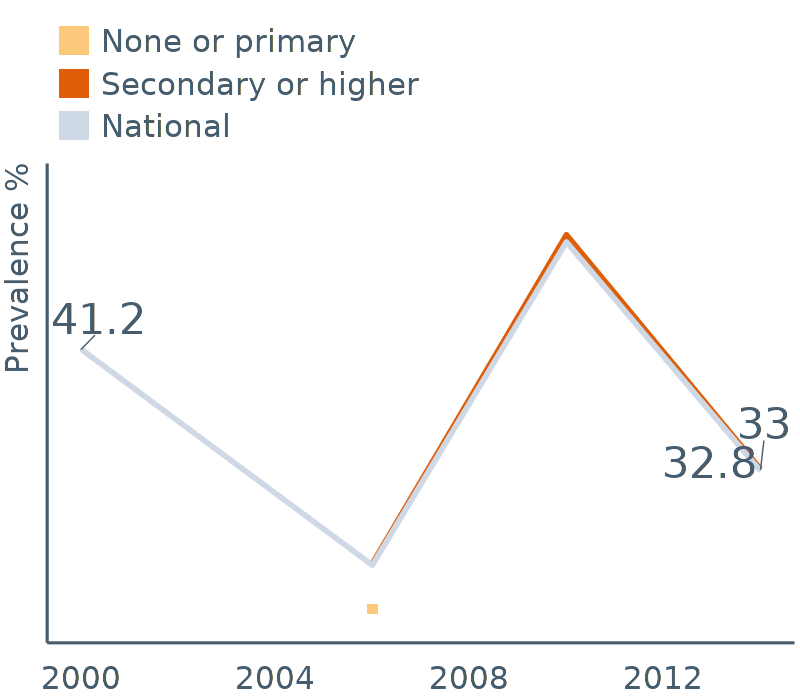 None or primary
Secondary or higher
National
Prevalence %
41.2
33
32.8
2000 2004 2008 2012